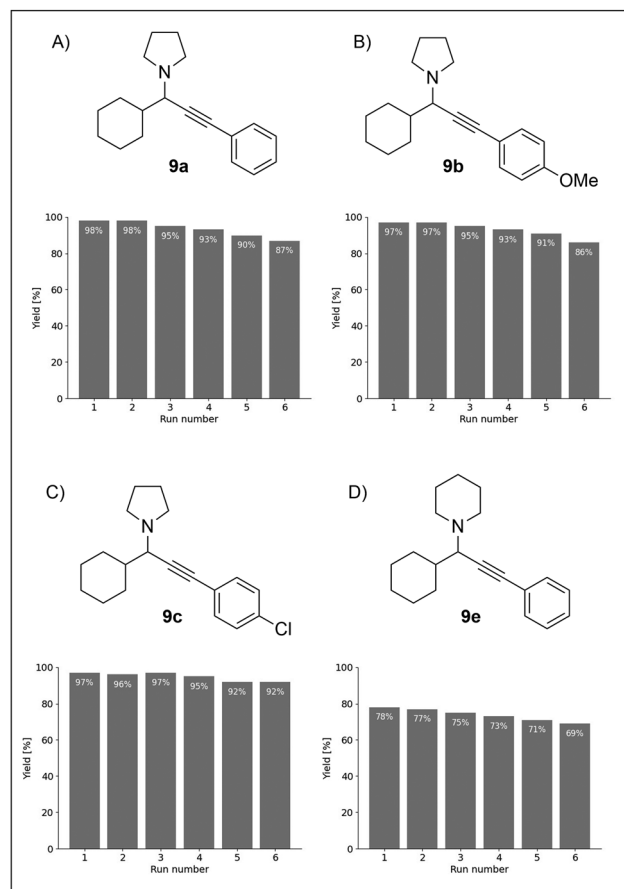 A)
N
9a
B)
N
OMe
9b
100
80
60
40
20
0
Yield [%]
98%
98%
95%
93%
90%
87%
1 2 3 4 5 6
Run number
100
80
60
40
20
0
Yield [%]
97%
97%
95%
93%
91%
86%
1 2 3 4 5 6
Run number
C)
N
Cl
9c
D)
N
9e
100
80
60
40
20
0
Yield [%]
97%
96%
97%
95%
92%
92%
1 2 3 4 5 6
Run number
100
80
60
40
20
0
Yield [%]
78%
77%
75%
73%
71%
69%
1 2 3 4 5 6
Run number